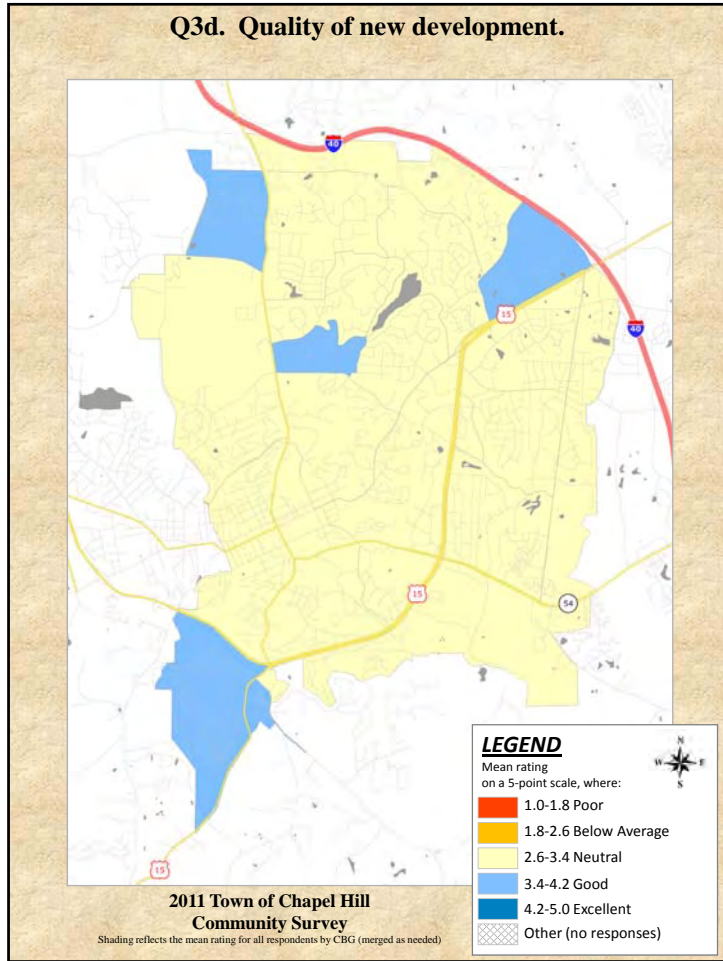 Q3d. Quality of new development.
40
15
40
15
54
15
LEGEND
Mean rating
on a 5-point scale, where:
N
W E
S
1.0-1.8 Poor
1.8-2.6 Below Average
2.6-3.4 Neutral
3.4-4.2 Good
4.2-5.0 Excellent
Other (no responses)
2011 Town of Chapel Hill
Community Survey
Shading reflects the mean rating for all respondents by CBG (merged as needed)